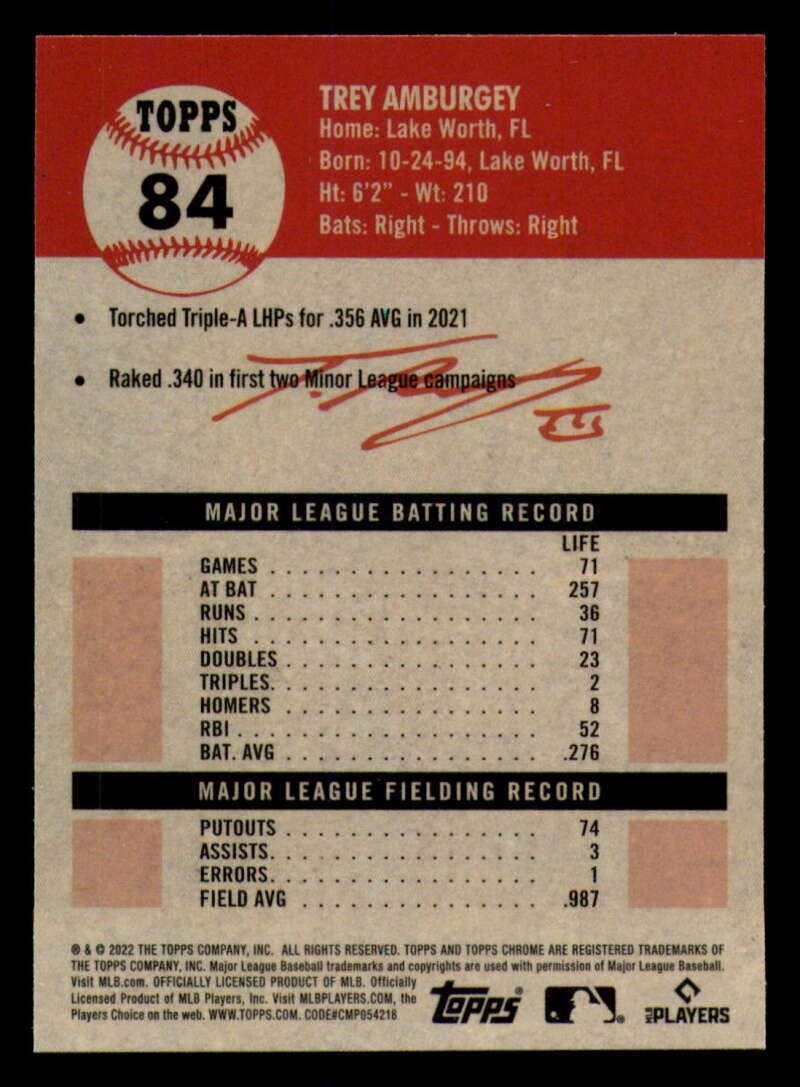 TOPPS
84
TREY AMBURGEY
Home: Lake Worth, FL
Born: 10-24-94, Lake Worth, FL
Ht: 6'2" - Wt: 210
Bats: Right - Throws: Right
• Torched Triple-A LHPs for .356 AVG in 2021
• Raked .340 in first two Minor League campaigns
MAJOR LEAGUE BATTING RECORD
LIFE
GAMES . . . . . . . . . . . . . . . . . 71
AT BAT . . . . . . . . . . . . . . . . . 257
RUNS . . . . . . . . . . . . . . . . . . 36
HITS . . . . . . . . . . . . . . . . . . 71
DOUBLES . . . . . . . . . . . . . . . . 23
TRIPLES. . . . . . . . . . . . . . . . . 2
HOMERS . . . . . . . . . . . . . . . . 8
RBI . . . . . . . . . . . . . . . . . . . 52
BAT. AVG . . . . . . . . . . . . . . . . .276
MAJOR LEAGUE FIELDING RECORD
PUTOUTS . . . . . . . . . . . . . . . . 74
ASSISTS. . . . . . . . . . . . . . . . . 3
ERRORS. . . . . . . . . . . . . . . . . 1
FIELD AVG . . . . . . . . . . . . . . . .987
® & © 2022 THE TOPPS COMPANY, INC. ALL RIGHTS RESERVED. TOPPS AND TOPPS CHROME ARE REGISTERED TRADEMARKS OF
THE TOPPS COMPANY, INC. Major League Baseball trademarks and copyrights are used with permission of Major League Baseball.
Visit MLB.com. OFFICIALLY LICENSED PRODUCT OF MLB. Officially
Licensed Product of MLB Players, Inc. Visit MLBPLAYERS.COM, the
Players Choice on the web. WWW.TOPPS.COM. CODE#CMP054218
Topps®
MLB PLAYERS